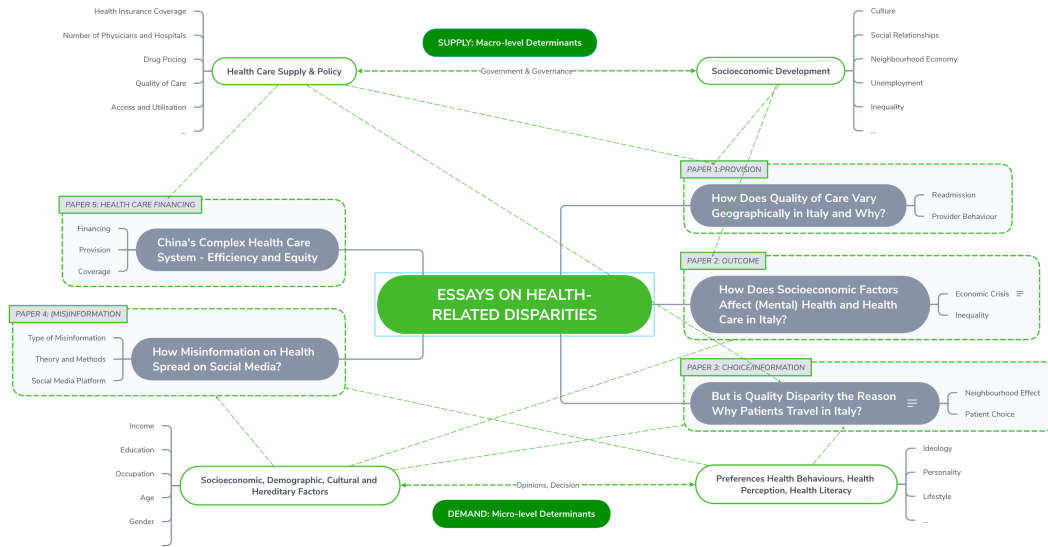 Health Insurance Coverage
Number of Physicians and Hospitals
Drug Pricing
Quality of Care
Access and Utilisation
...
Health Care Supply & Policy
SUPPLY: Macro-level Determinants
Government & Governance
Socioeconomic Development
Culture
Social Relationships
Neighbourhood Economy
Unemployment
Inequality
...
PAPER 1:PROVISION
How Does Quality of Care Vary
Geographically in Italy and Why?
Readmission
Provider Behaviour
PAPER 5: HEALTH CARE FINANCING
Financing
Provision
Coverage
China's Complex Health Care
System - Efficiency and Equity
PAPER 2: OUTCOME
How Does Socioeconomic Factors
Affect (Mental) Health and Health
Care in Italy?
Economic Crisis
Inequality
ESSAYS ON HEALTH-
RELATED DISPARITIES
PAPER 4: (MIS)INFORMATION
Type of Misinformation
Theory and Methods
Social Media Platform
How Misinformation on Health
Spread on Social Media?
PAPER 3: CHOICE/INFORMATION
But is Quality Disparity the Reason
Why Patients Travel in Italy?
Neighbourhood Effect
Patient Choice
Income
Education
Occupation
Age
Gender
Socioeconomic, Demographic, Cultural and
Hereditary Factors
Opinions, Decision
DEMAND: Micro-level Determinants
Preferences Health Behaviours, Health
Perception, Health Literacy
Ideology
Personality
Lifestyle
...